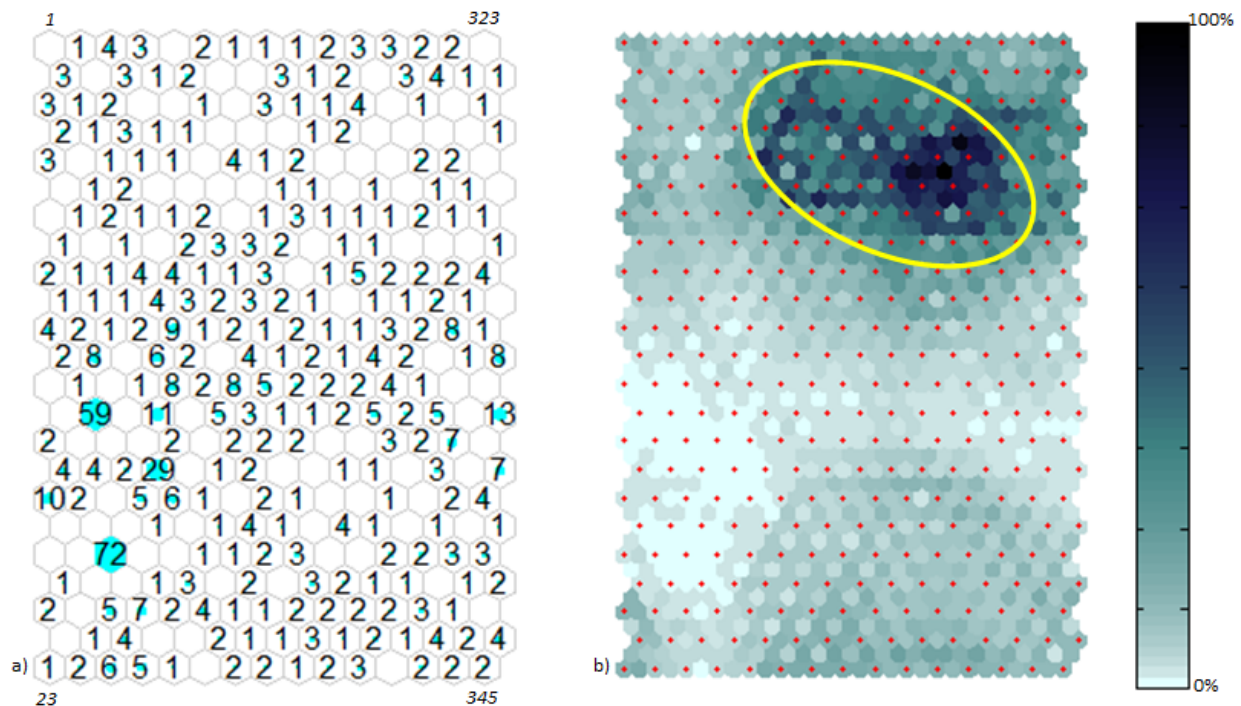 1 323
1 4 3 2 1 1 1 2 3 3 2 2
3 3 1 2 3 1 2 3 4 1 1
3 1 2 1 3 1 1 4 1 1
2 1 3 1 1 1 2 1
3 1 1 1 4 1 2 2 2
1 2 1 1 1 1 1
1 2 1 1 2 1 3 1 1 1 2 1 1
1 1 2 3 3 2 1 1 1
2 1 1 4 4 1 1 3 1 5 2 2 2 4
1 1 1 4 3 2 3 2 1 1 1 2 1
4 2 1 2 9 1 2 1 2 1 1 3 2 8 1
2 8 6 2 4 1 2 1 4 2 1 8
1 1 8 2 8 5 2 2 2 4 1
59 11 5 3 1 1 2 5 2 5 13
2 2 2 2 2 3 2 7
4 4 2 29 1 2 1 1 3 7
10 2 5 6 1 2 1 1 2 4
1 1 4 1 4 1 1 1
72 1 1 2 3 2 2 3 3
1 1 3 2 3 2 1 1 1 2
2 5 7 2 4 1 1 2 2 2 2 3 1
1 4 2 1 1 3 1 2 1 4 2 4
a) 1 2 6 5 1 2 2 1 2 3 2 2 2
23 345
100%
b) 0%